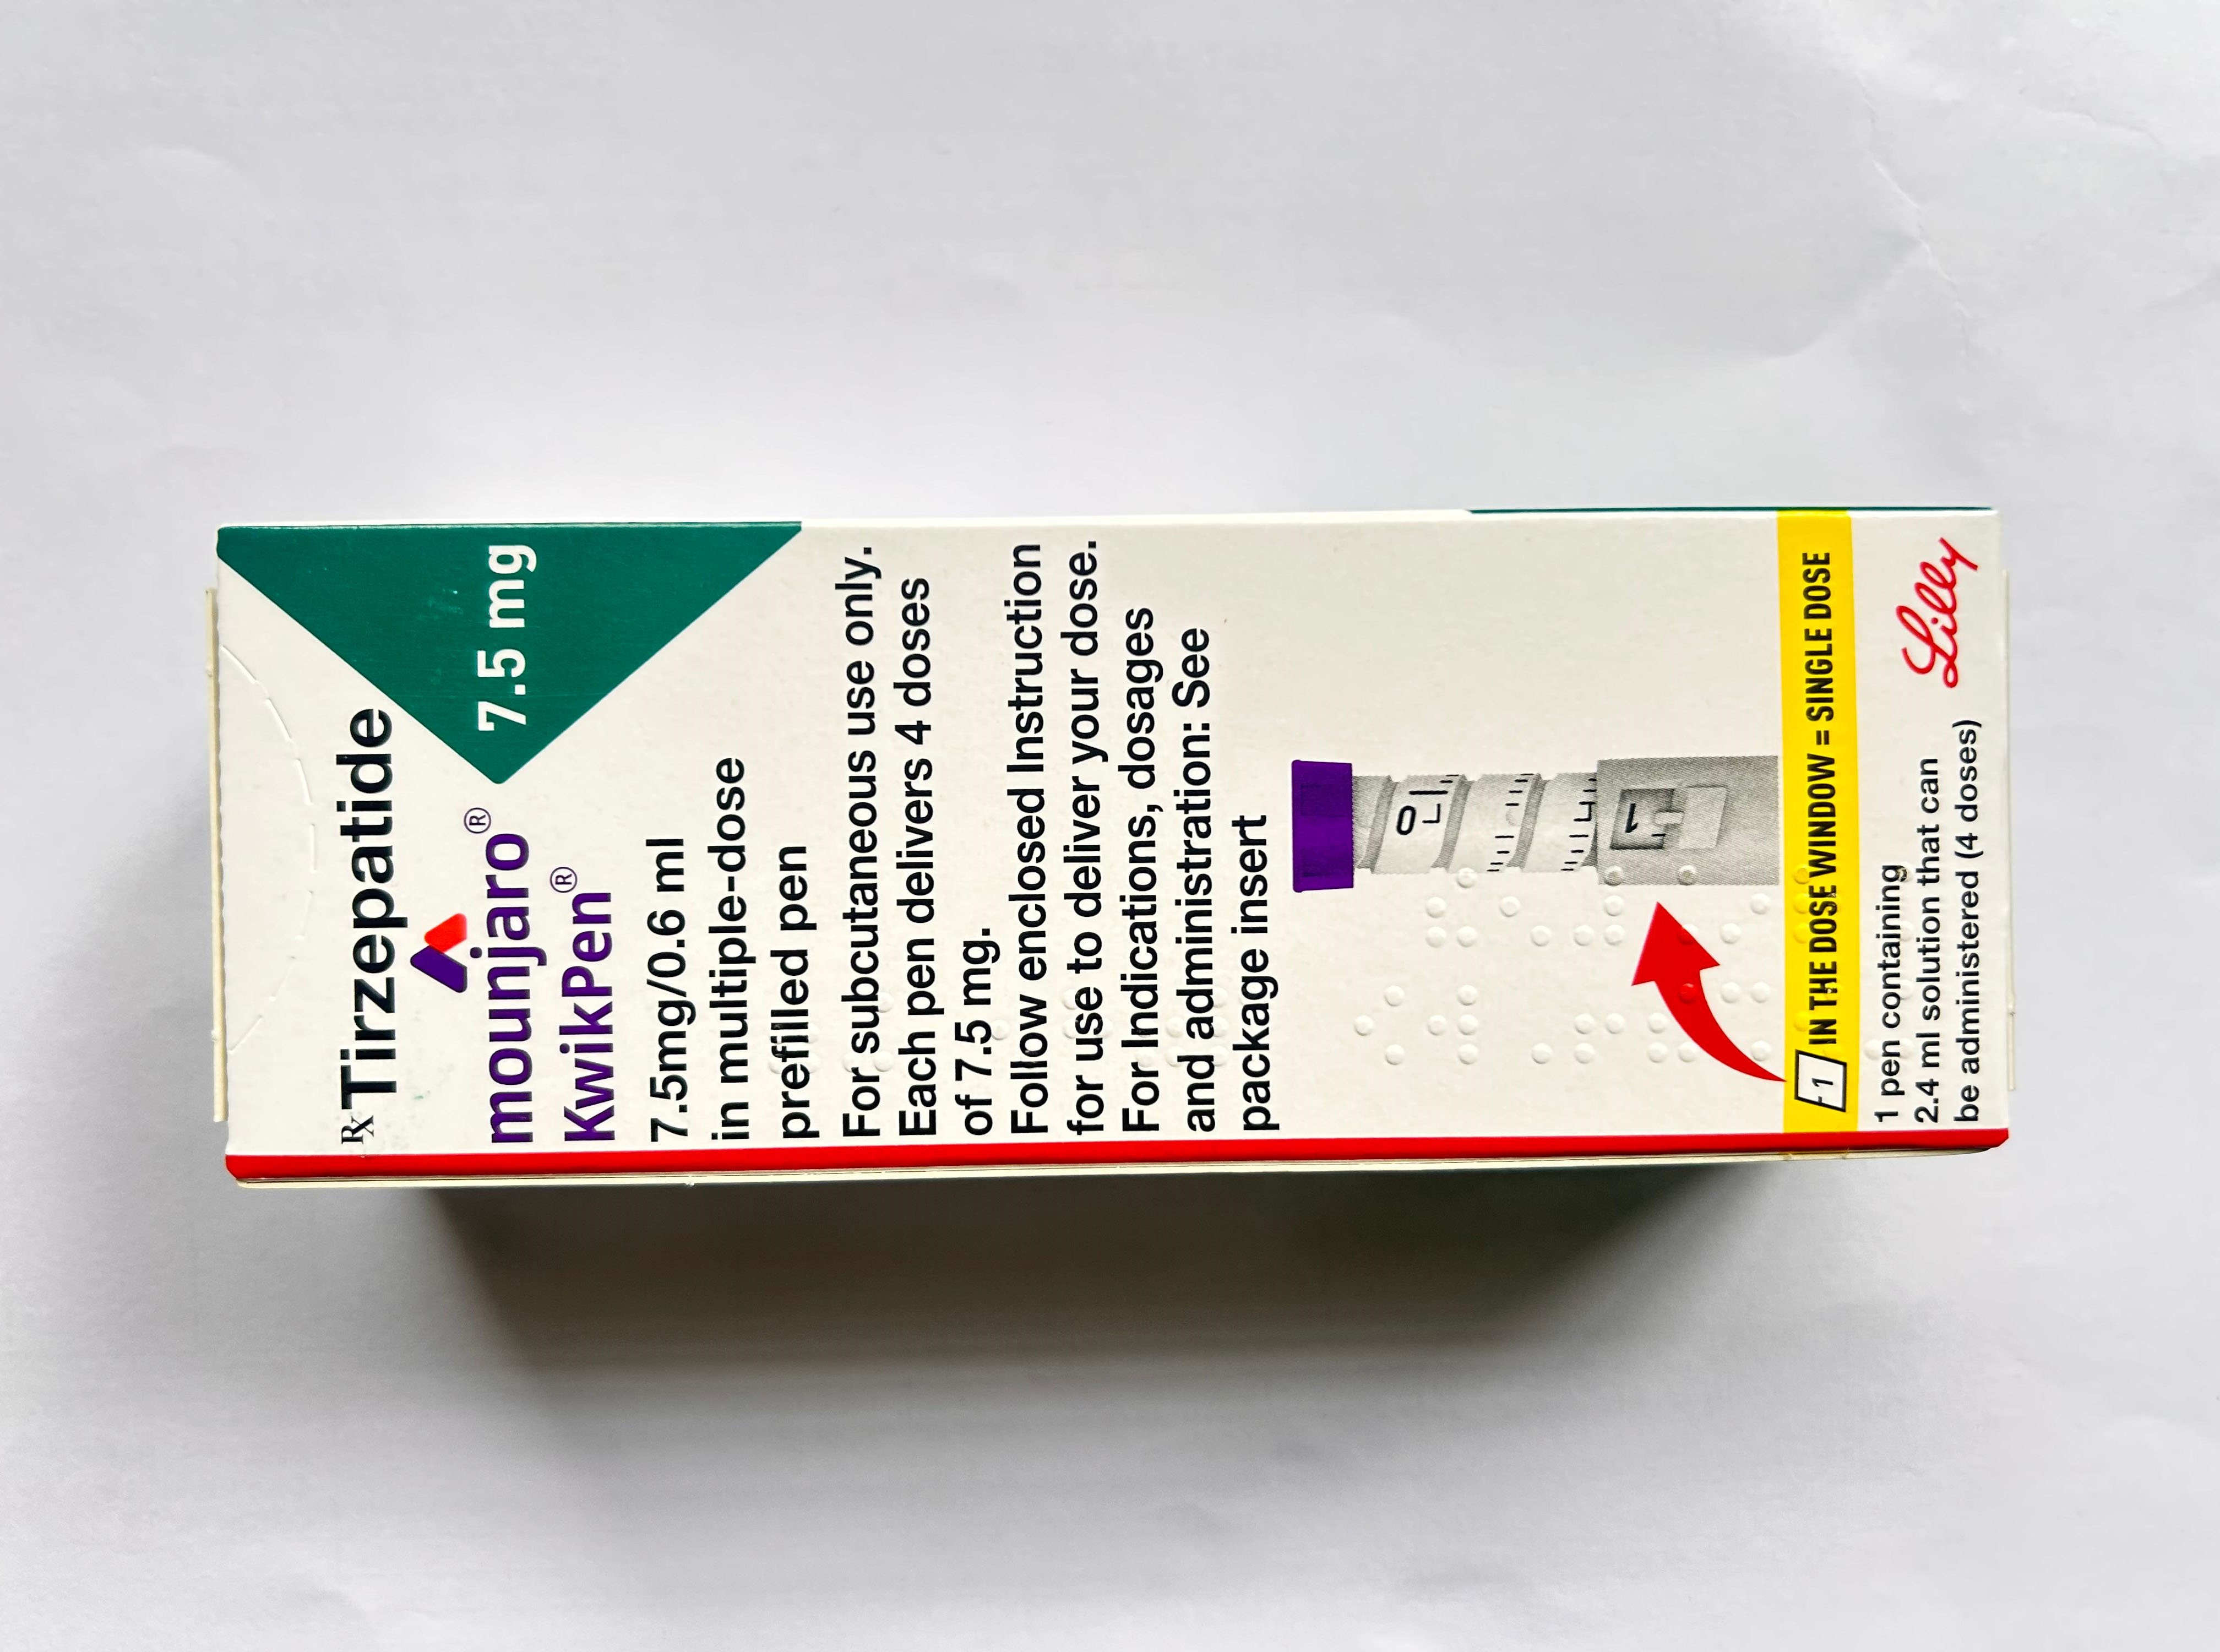 Rx Tirzepatide
mounjaro®
KwikPen®
7.5 mg
7.5mg/0.6 ml
in multiple-dose
prefilled pen
For subcutaneous use only.
Each pen delivers 4 doses
of 7.5 mg.
Follow enclosed Instruction
for use to deliver your dose.
For Indications, dosages
and administration: See
package insert
1
1 IN THE DOSE WINDOW = SINGLE DOSE
1 pen containing
2.4 ml solution that can
be administered (4 doses)
Lilly